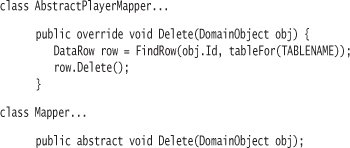 class AbstractPlayerMapper...
public override void Delete(DomainObject obj) {
DataRow row = FindRow(obj.Id, tableFor(TABLENAME));
row.Delete();
}
class Mapper...
public abstract void Delete(DomainObject obj);